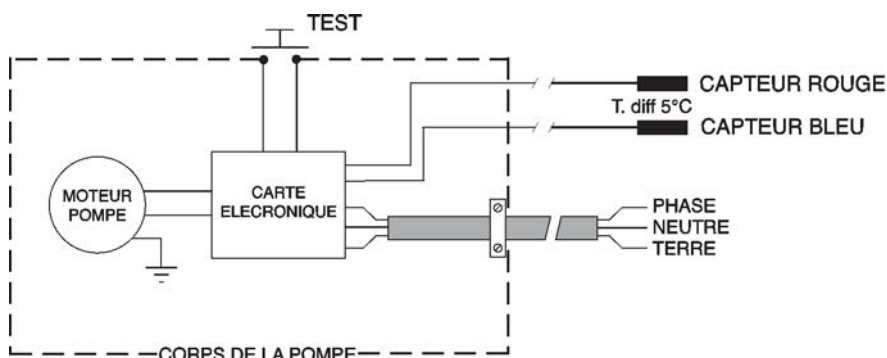 TEST
CAPTEUR ROUGE
T. diff 5°C
CAPTEUR BLEU
MOTEUR
POMPE
CARTE
ELECRONIQUE
PHASE
NEUTRE
TERRE
CORPS DE LA POMPE